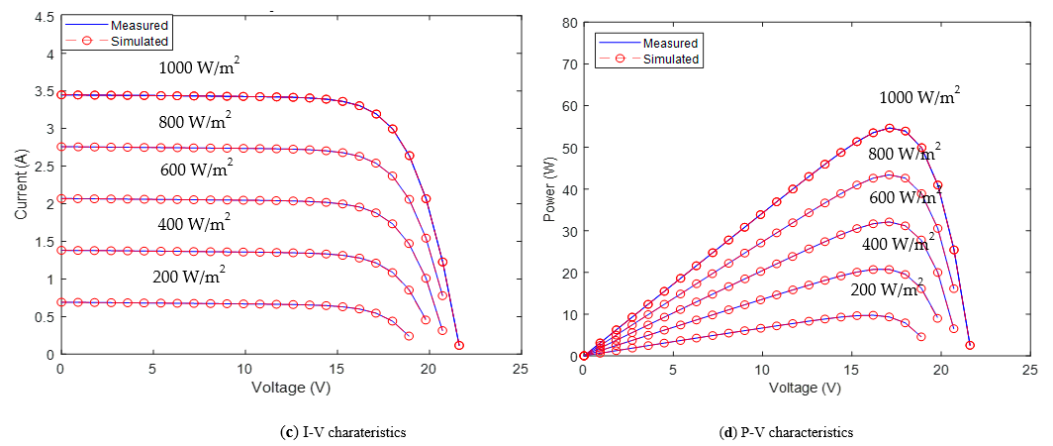 4.5
4
3.5
3
2.5
2
1.5
1
0.5
0
0
5
10
15
20
25
Current (A)
Voltage (V)
Measured
Simulated
1000 W/m²
800 W/m²
600 W/m²
400 W/m²
200 W/m²
(c) I-V charateristics
80
70
60
50
40
30
20
10
0
0
5
10
15
20
25
Power (W)
Voltage (V)
Measured
Simulated
1000 W/m²
800 W/m²
600 W/m²
400 W/m²
200 W/m²
(d) P-V characteristics